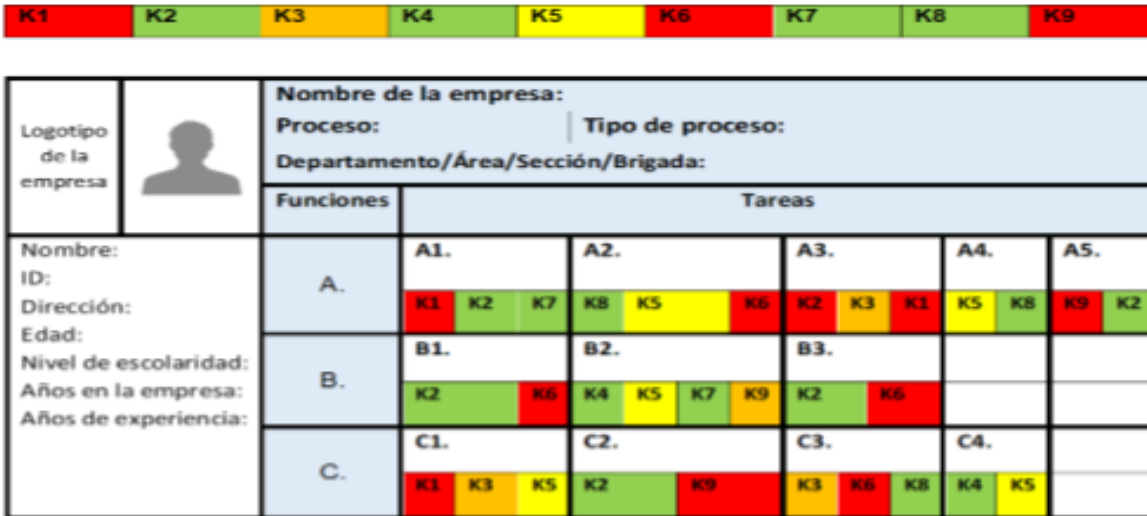 K1 K2 K3 K4 K5 K6 K7 K8 K9
Logotipo
de la
empresa
Nombre de la empresa:
Proceso: Tipo de proceso:
Departamento/Área/Sección/Brigada:
Funciones Tareas
Nombre:
ID:
Dirección:
Edad:
Nivel de escolaridad:
Años en la empresa:
Años de experiencia:
A.
A1. A2. A3. A4. A5.
K1 K2 K7 K8 K5 K6 K2 K3 K1 K5 K8 K9 K2
B.
B1. B2. B3.
K2 K6 K4 K5 K7 K9 K2 K6
C.
C1. C2. C3. C4.
K1 K3 K5 K2 K9 K3 K6 K8 K4 K5